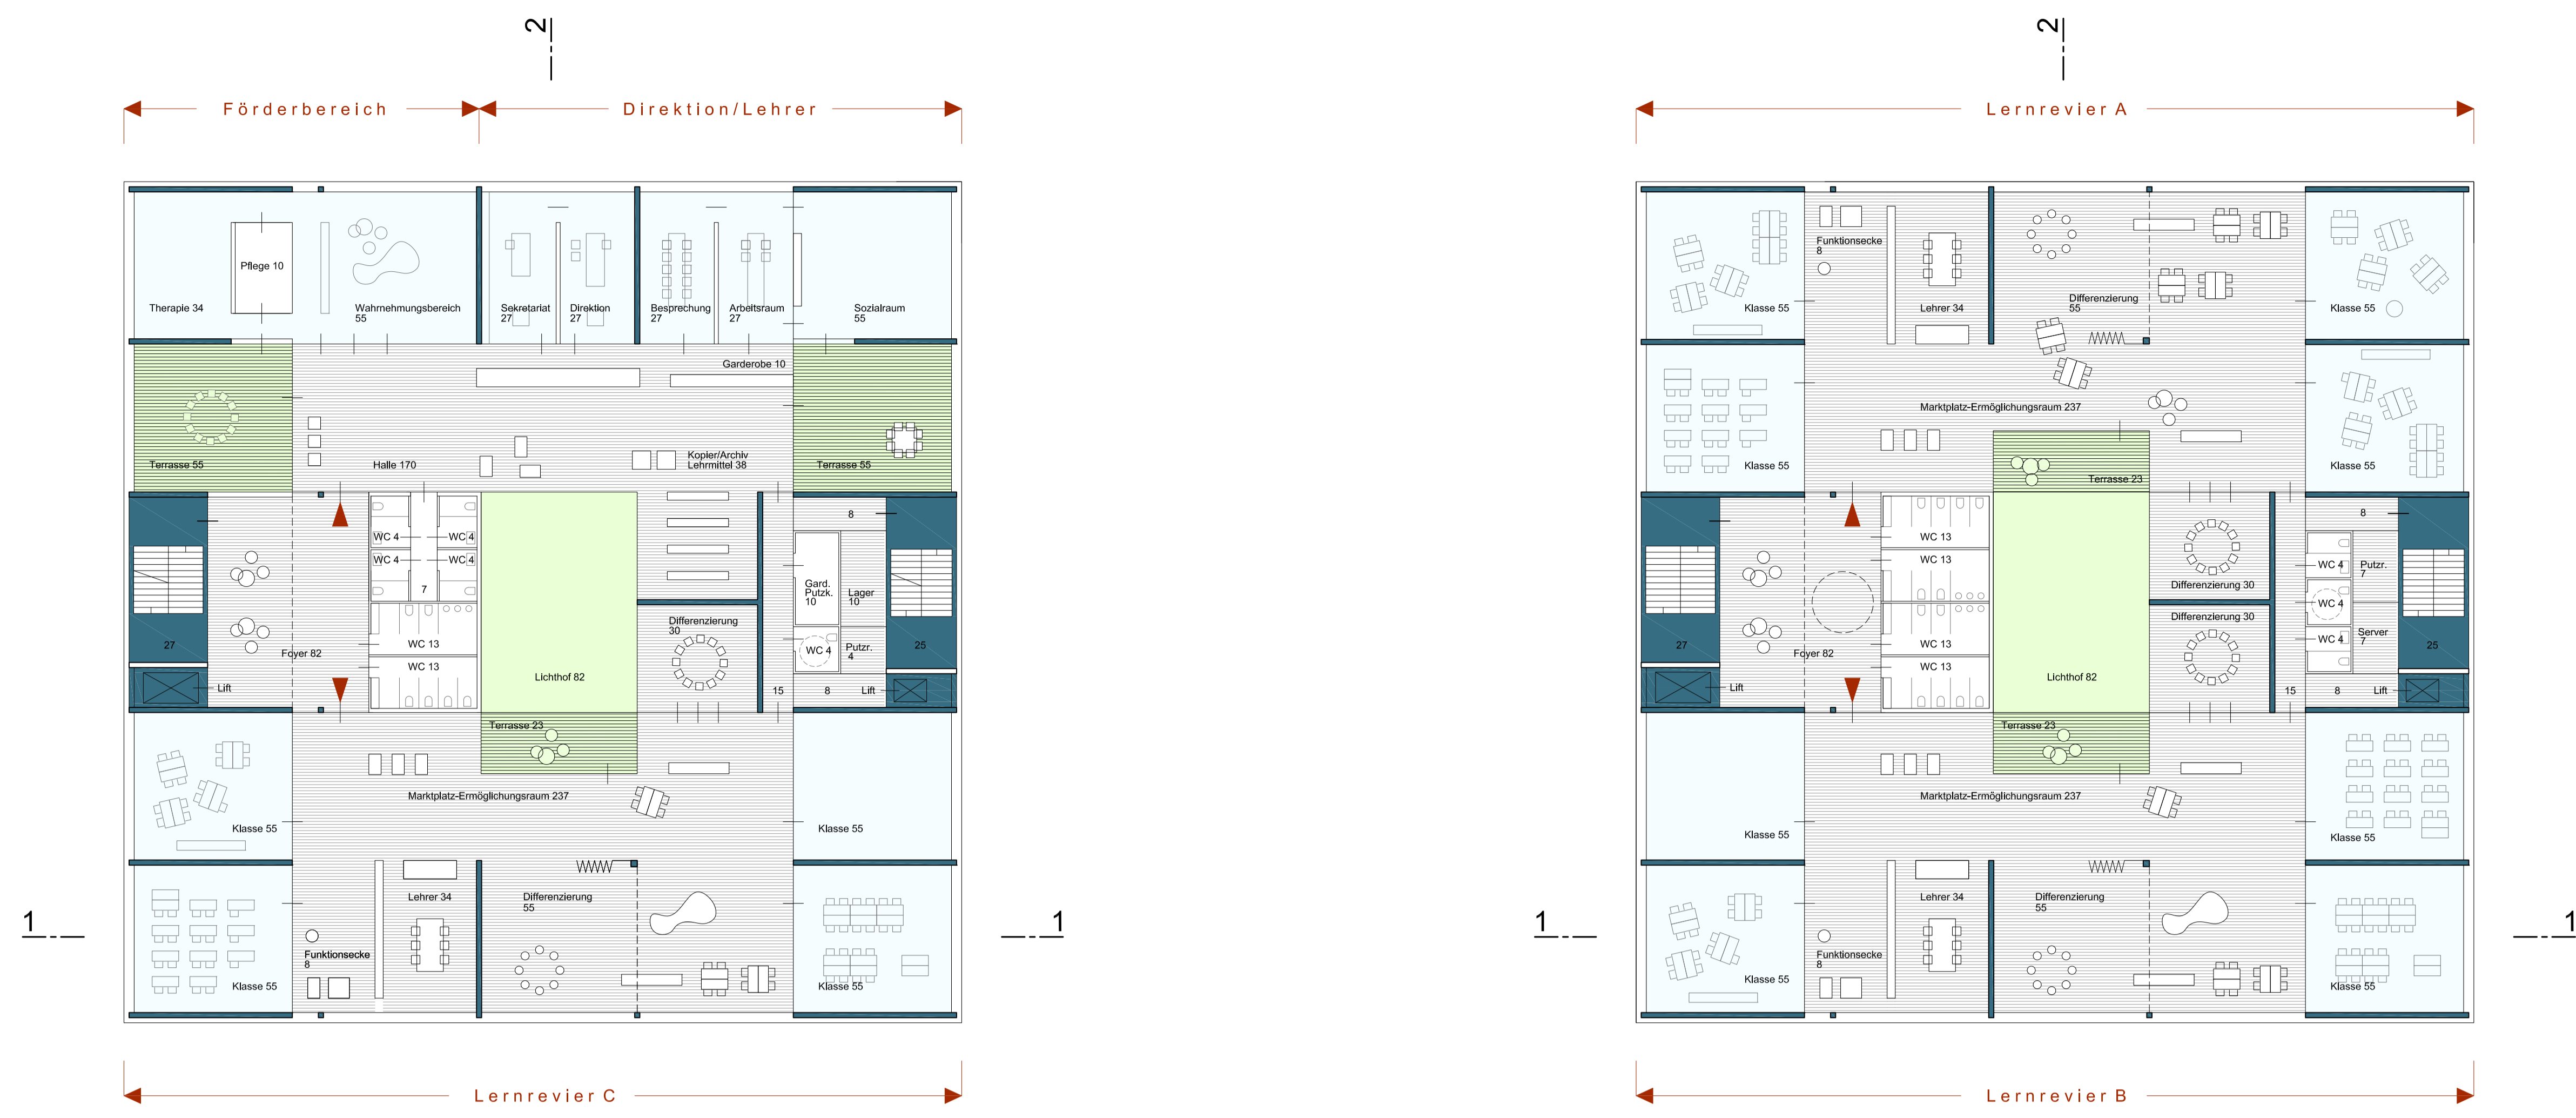 2
Förderbereich
Direktion/Lehrer
Pflege 10
Therapie 34
Wahrnehmungsbereich
55
Sekretariat
27
Direktion
27
Besprechung
27
Arbeitsraum
27
Sozialraum
55
Garderobe 10
Terrasse 55
Halle 170
Kopier/Archiv
Lehrmittel 38
Terrasse 55
WC 4
WC 4
WC 4
WC 4
7
8
Gard.
Putzk.
10
Lager
10
Differenzierung
30
WC 13
WC 13
27
Foyer 82
Lift
Lichthof 82
WC 4
Putzr.
4
25
15
8
Lift
Terrasse 23
Marktplatz-Ermöglichungsraum 237
Klasse 55
Klasse 55
Lehrer 34
Differenzierung
55
Funktionsecke
8
Klasse 55
Klasse 55
1
1
Lernrevier C
2
Lernrevier A
Funktionsecke
8
Klasse 55
Lehrer 34
Differenzierung
55
Klasse 55
Marktplatz-Ermöglichungsraum 237
Klasse 55
Klasse 55
Terrasse 23
8
WC 13
WC 13
WC 4
Putzr.
7
Differenzierung 30
WC 4
Differenzierung 30
WC 13
WC 13
WC 4
Server
7
27
Foyer 82
Lift
Lichthof 82
25
15
8
Lift
Terrasse 23
Marktplatz-Ermöglichungsraum 237
Klasse 55
Klasse 55
Lehrer 34
Differenzierung
55
Funktionsecke
8
Klasse 55
Klasse 55
1
1
Lernrevier B